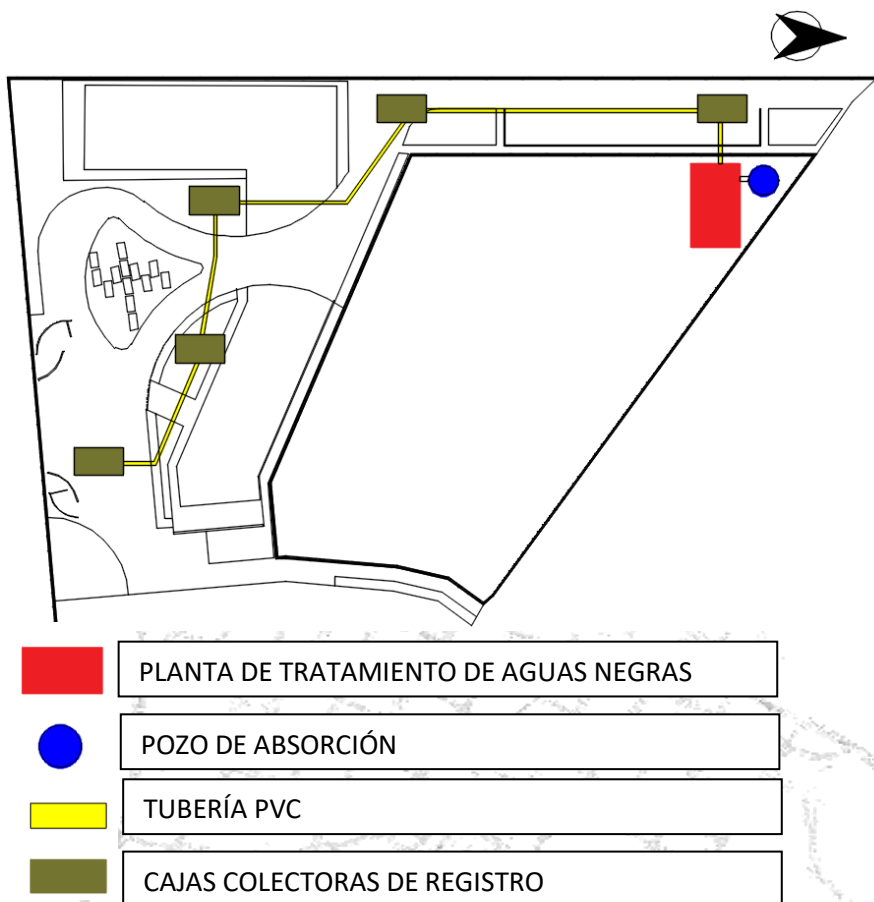 PLANTA DE TRATAMIENTO DE AGUAS NEGRAS
POZO DE ABSORCIÓN
TUBERÍA PVC
CAJAS COLECTORAS DE REGISTRO